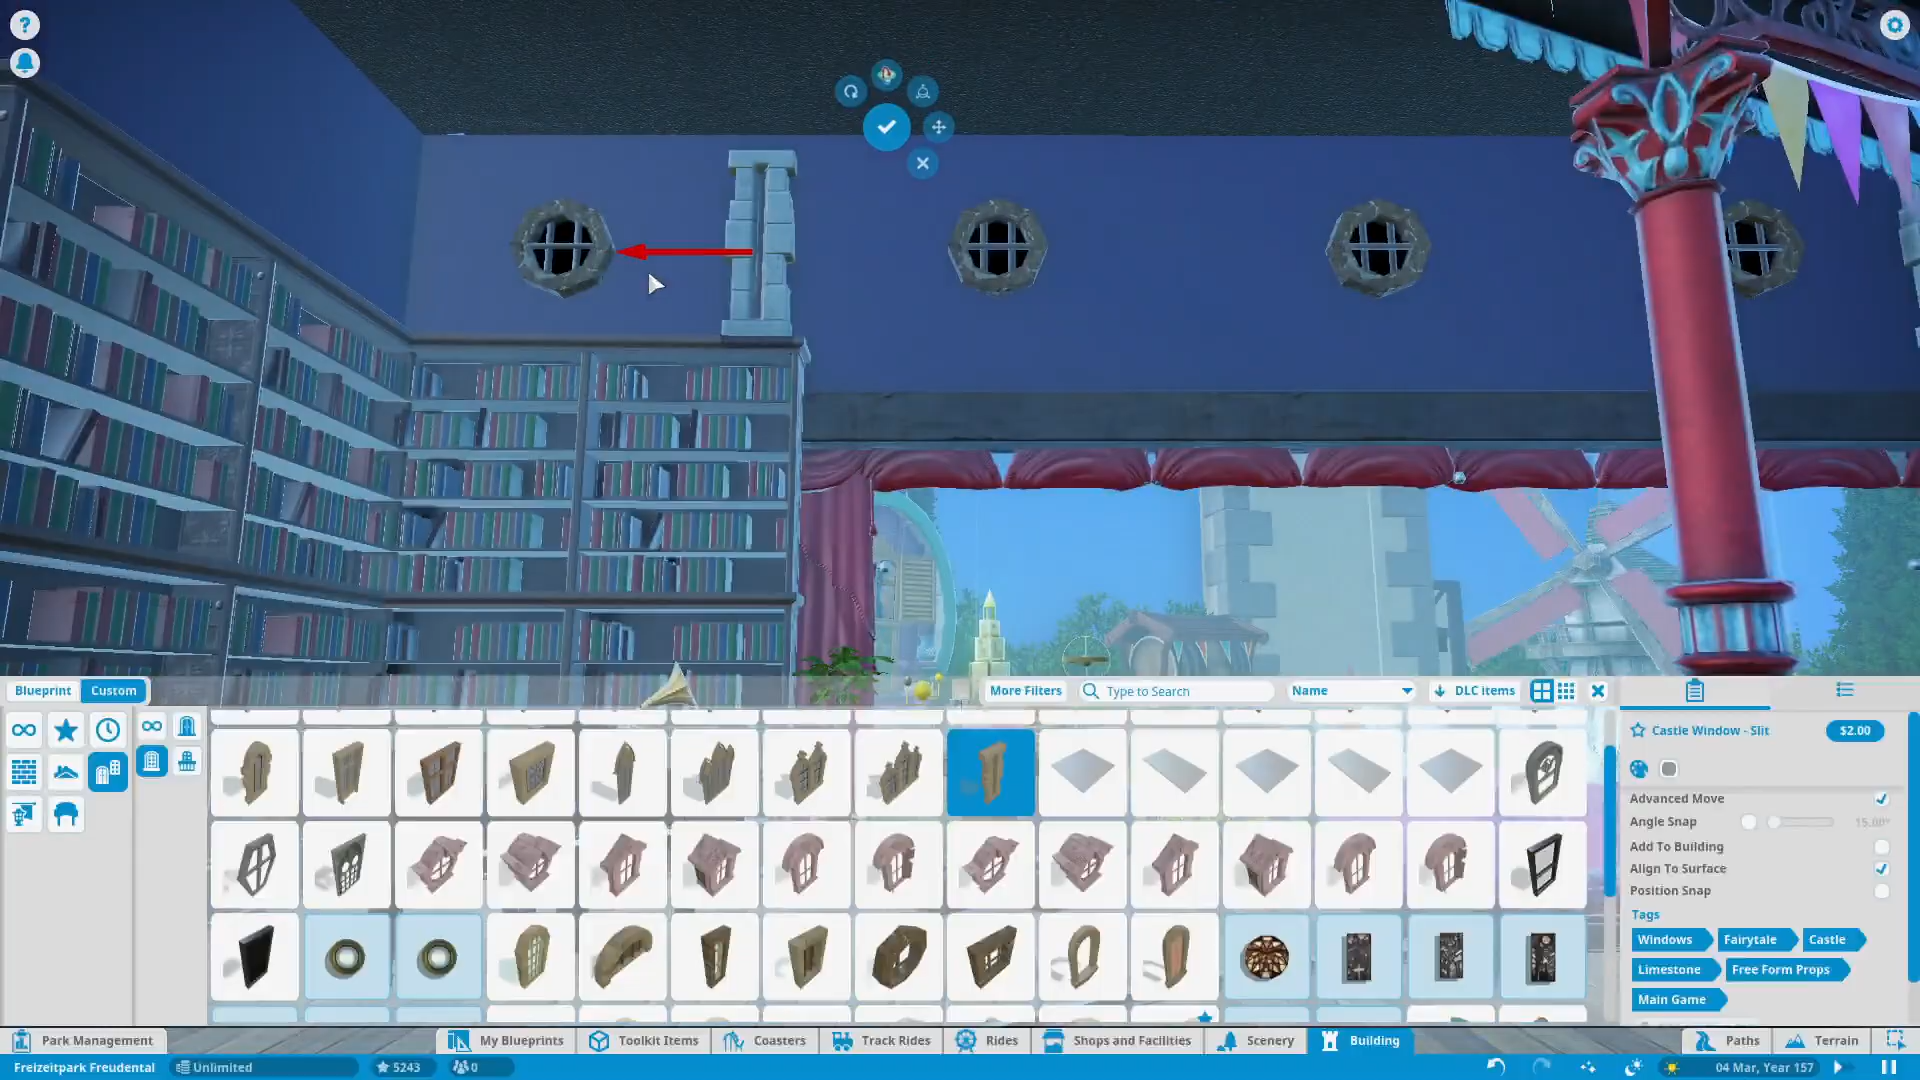 ?
Blueprint
Custom
More Filters
Type to Search
Name
DLC items
Castle Window - Slit
$2.00
Advanced Move
Angle Snap
15.00°
Add To Building
Align To Surface
Position Snap
Tags
Windows
Fairytale
Castle
Limestone
Free Form Props
Main Game
Park Management
My Blueprints
Toolkit Items
Coasters
Track Rides
Rides
Shops and Facilities
Scenery
Building
Paths
Terrain
Freizeitpark Freudental
Unlimited
5243
0
04 Mar, Year 157